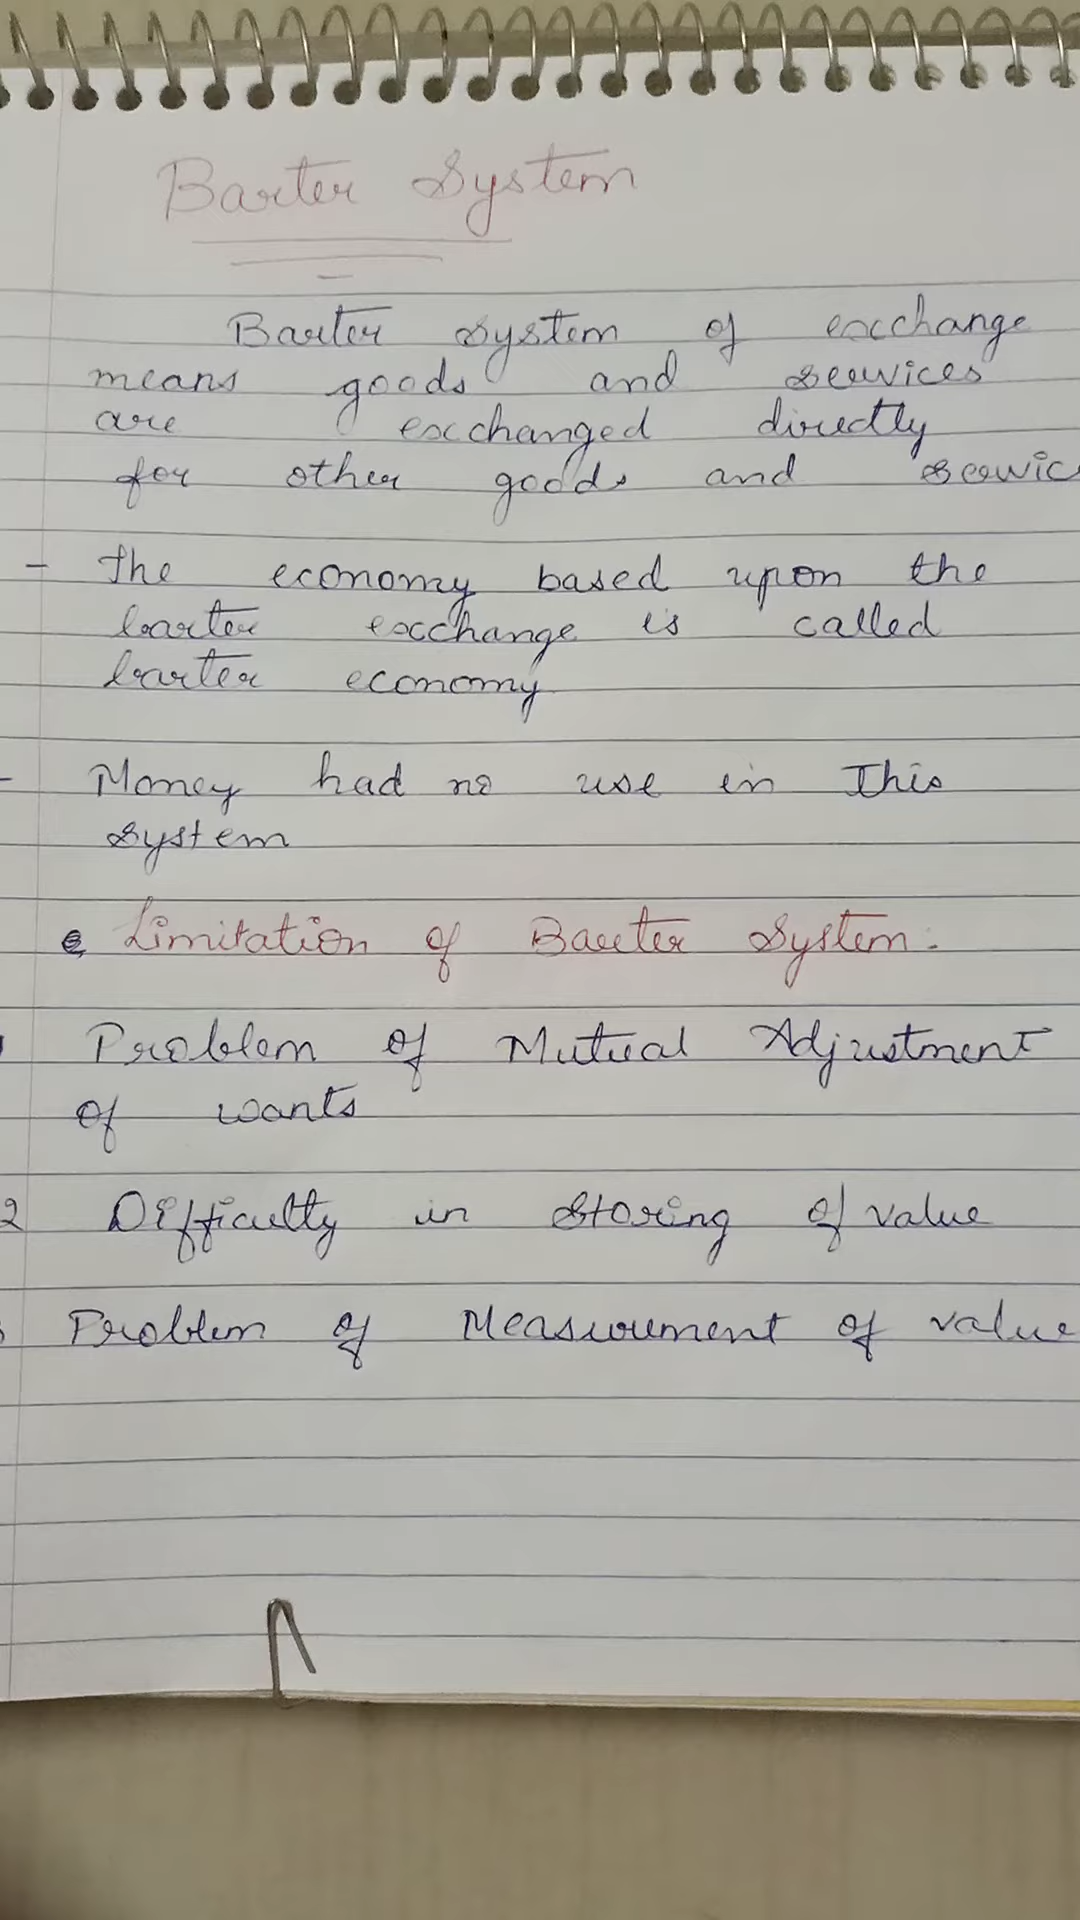 Barter System
Barter system of exchange
means goods and services
are exchanged directly
for other goods and servic
- the economy based upon the
barter exchange is called
barter economy
- Money had no use in This
system
Limitation of Barter System.
Problem of Mutual Adjustment
of wants
2 Difficulty in storing of value
Problem of Measurement of value